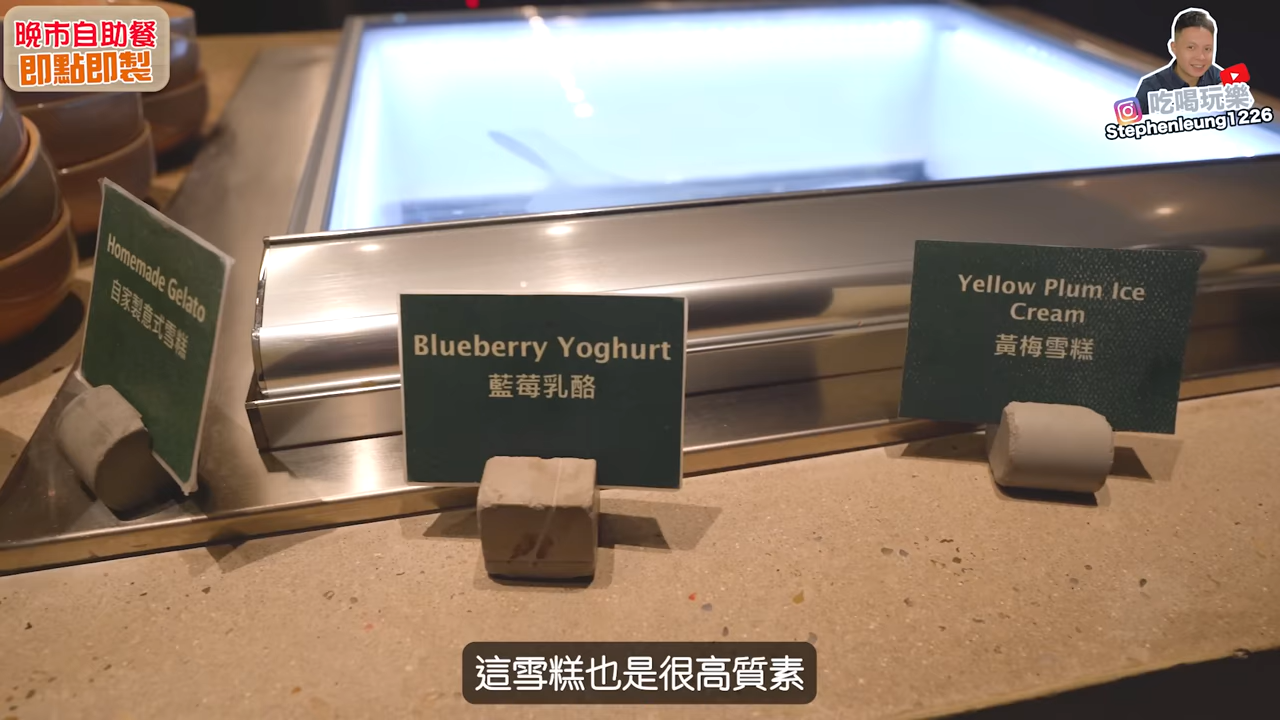 晚市自助餐
即點即製
吃喝玩樂
Stephenleung1226
Homemade Gelato
自家製意式雪糕
Blueberry Yoghurt
藍莓乳酪
Yellow Plum Ice
Cream
黃梅雪糕
這雪糕也是很高質素